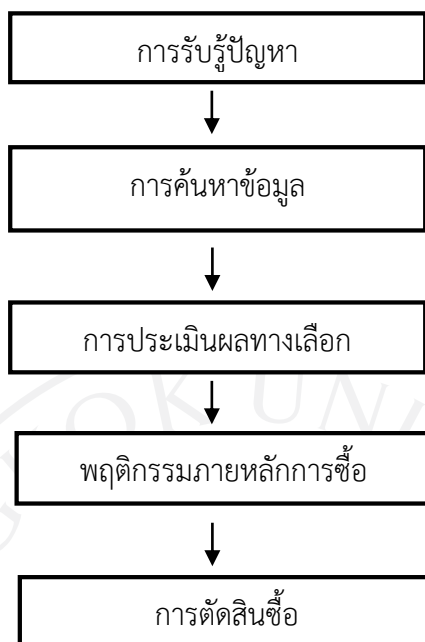 การรับรู้ปัญหา
การค้นหาข้อมูล
การประเมินผลทางเลือก
พฤติกรรมภายหลักการซื้อ
การตัดสินซื้อ